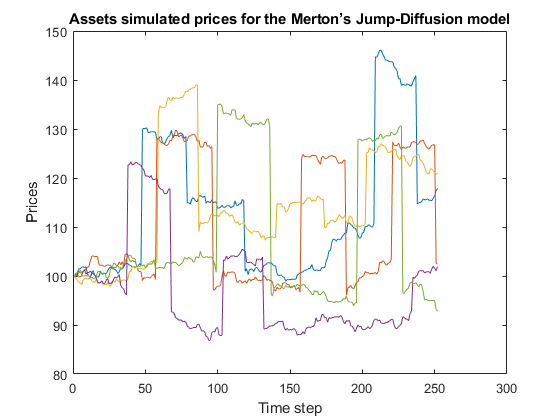 Assets simulated prices for the Merton's Jump-Diffusion model
150
140
130
120
110
100
90
80
Prices
0 50 100 150 200 250 300
Time step